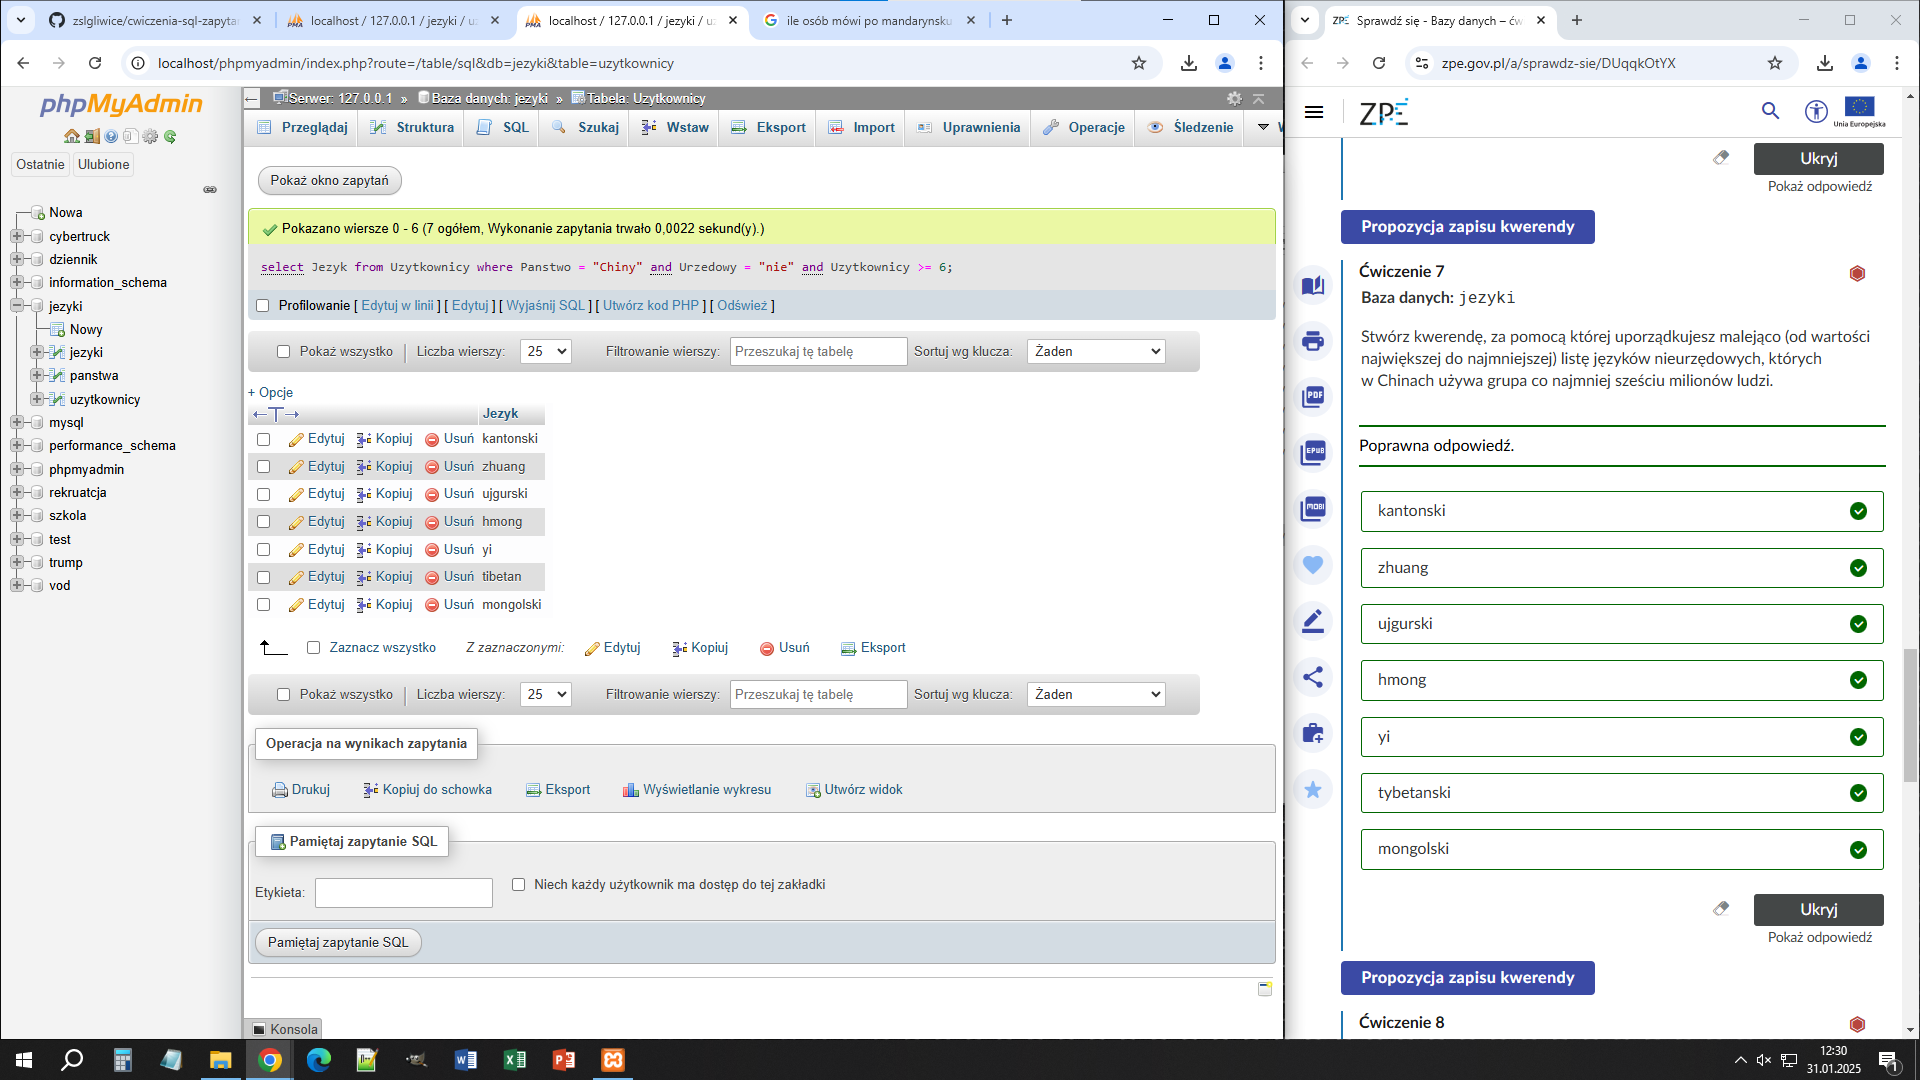 zslgliwice/cwiczenia-sql-zapyta
localhost / 127.0.0.1 / jezyki / u
localhost / 127.0.0.1 / jezyki / u
ile osób mówi po mandarynsku
localhost/phpmyadmin/index.php?route=/table/sql&db=jezyki&table=uzytkownicy
phpMyAdmin
Ostatnie
Ulubione
Nowa
cybertruck
dziennik
information_schema
jezyki
Nowy
jezyki
panstwa
uzytkownicy
mysql
performance_schema
phpmyadmin
rekruatcja
szkola
test
trump
vod
Serwer: 127.0.0.1 » Baza danych: jezyki » Tabela: Uzytkownicy
Przeglądaj Struktura SQL Szukaj Wstaw Eksport Import Uprawnienia Operacje Śledzenie
Pokaż okno zapytań
Pokazano wiersze 0 - 6 (7 ogółem, Wykonanie zapytania trwało 0,0022 sekund(y).)
select Jezyk from Uzytkownicy where Panstwo = "Chiny" and Urzedowy = "nie" and Uzytkownicy >= 6;
Profilowanie [ Edytuj w linii ] [ Edytuj ] [ Wyjaśnij SQL ] [ Utwórz kod PHP ] [ Odśwież ]
Pokaż wszystko | Liczba wierszy: 25 Filtrowanie wierszy: Przeszukaj tę tabelę Sortuj wg klucza: Żaden
+ Opcje
←T→ Jezyk
Edytuj Kopiuj Usuń kantonski
Edytuj Kopiuj Usuń zhuang
Edytuj Kopiuj Usuń ujgurski
Edytuj Kopiuj Usuń hmong
Edytuj Kopiuj Usuń yi
Edytuj Kopiuj Usuń tibetan
Edytuj Kopiuj Usuń mongolski
Zaznacz wszystko Z zaznaczonymi: Edytuj Kopiuj Usuń Eksport
Pokaż wszystko | Liczba wierszy: 25 Filtrowanie wierszy: Przeszukaj tę tabelę Sortuj wg klucza: Żaden
Operacja na wynikach zapytania
Drukuj Kopiuj do schowka Eksport Wyświetlanie wykresu Utwórz widok
Pamiętaj zapytanie SQL
Etykieta: Niech każdy użytkownik ma dostęp do tej zakładki
Pamiętaj zapytanie SQL
Konsola
ZPE Sprawdź się - Bazy danych – ćw
zpe.gov.pl/a/sprawdz-sie/DUqqkOtYX
ZPE
Unia Europejska
Ukryj
Pokaż odpowiedź
Propozycja zapisu kwerendy
Ćwiczenie 7
Baza danych: jezyki
Stwórz kwerendę, za pomocą której uporządkujesz malejąco (od wartości
największej do najmniejszej) listę języków nieurzędowych, których
w Chinach używa grupa co najmniej sześciu milionów ludzi.
Poprawna odpowiedź.
kantonski
zhuang
ujgurski
hmong
yi
tybetanski
mongolski
PDF
EPUB
MOBI
Ukryj
Pokaż odpowiedź
Propozycja zapisu kwerendy
Ćwiczenie 8
12:30
31.01.2025
1